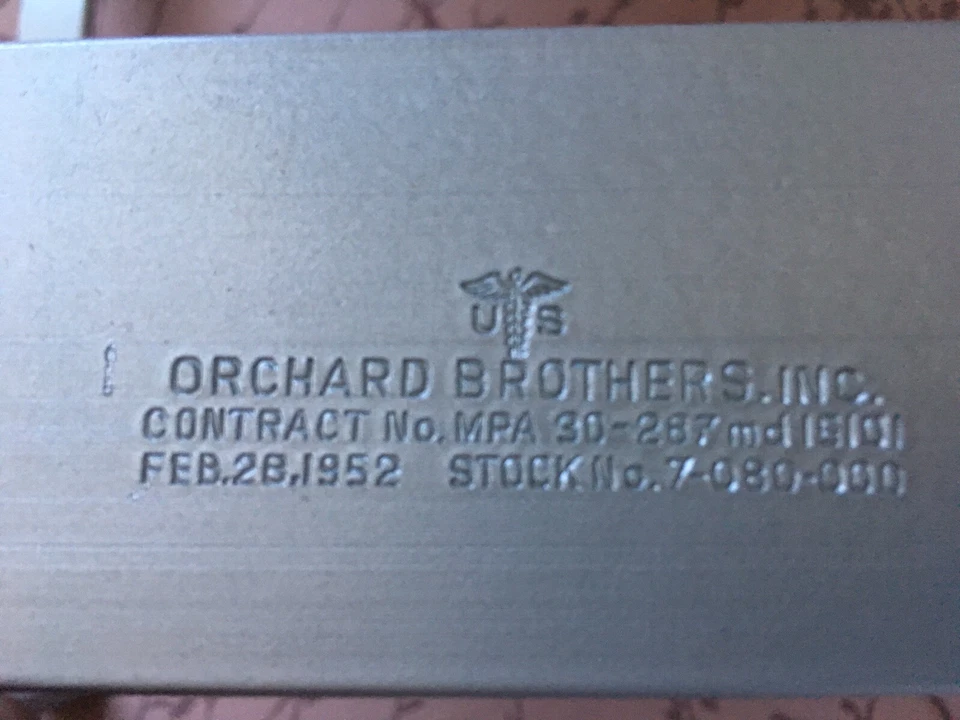 U S
ORCHARD BROTHERS.INC.
CONTRACT No. MPA 30-287
FEB.28,1952 STOCK No. 7-080-000